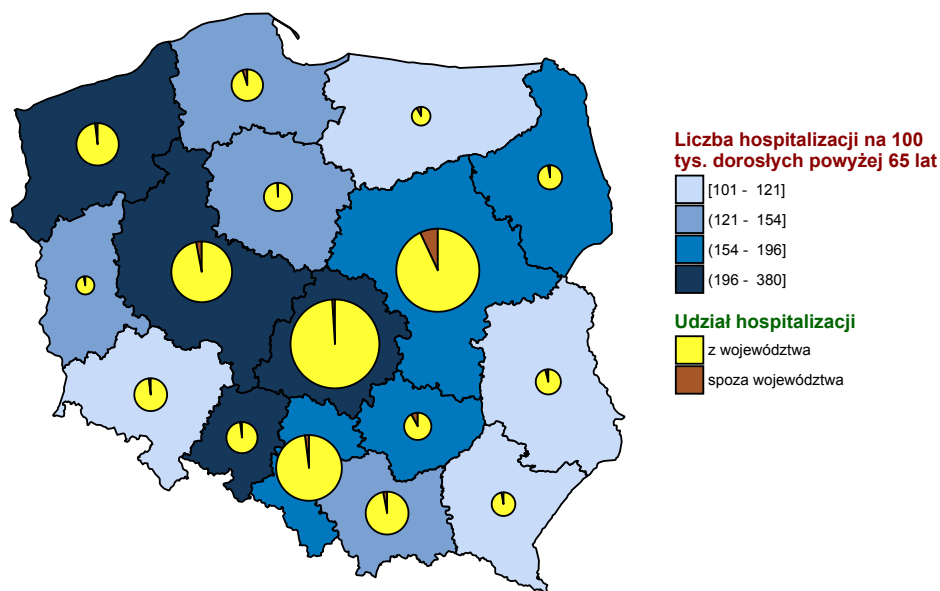 Liczba hospitalizacji na 100
tys. dorosłych powyżej 65 lat
[101 - 121]
(121 - 154]
(154 - 196]
(196 - 380]
Udział hospitalizacji
z województwa
spoza województwa